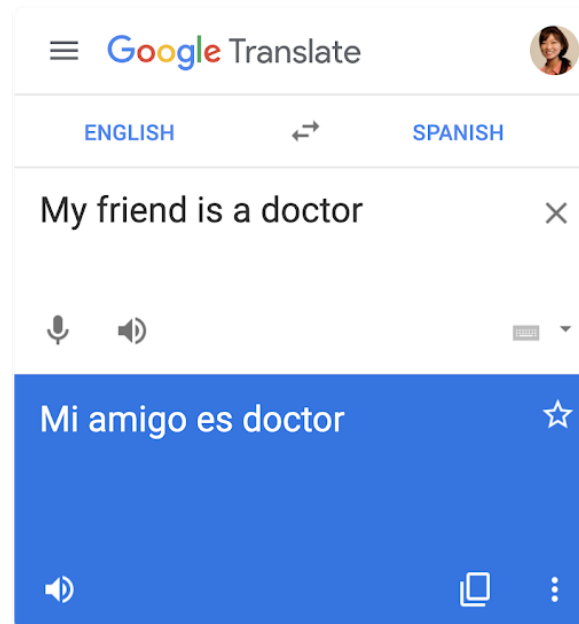 Google Translate
ENGLISH SPANISH
My friend is a doctor
Mi amigo es doctor